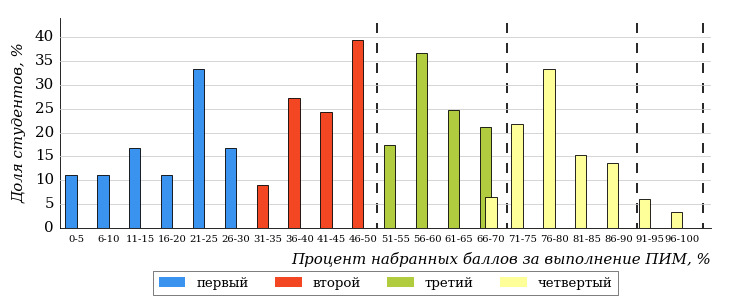 Доля студентов, %
40
35
30
25
20
15
10
5
0
0-5 6-10 11-15 16-20 21-25 26-30 31-35 36-40 41-45 46-50 51-55 56-60 61-65 66-70 71-75 76-80 81-85 86-90 91-95 96-100
Процент набранных баллов за выполнение ПИМ, %
первый второй третий четвертый